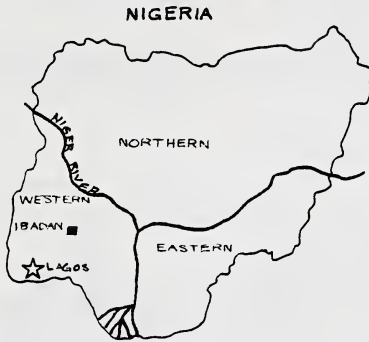 NIGERIA
NIGER RIVER
NORTHERN
WESTERN
IBADAN
EASTERN
LAGOS